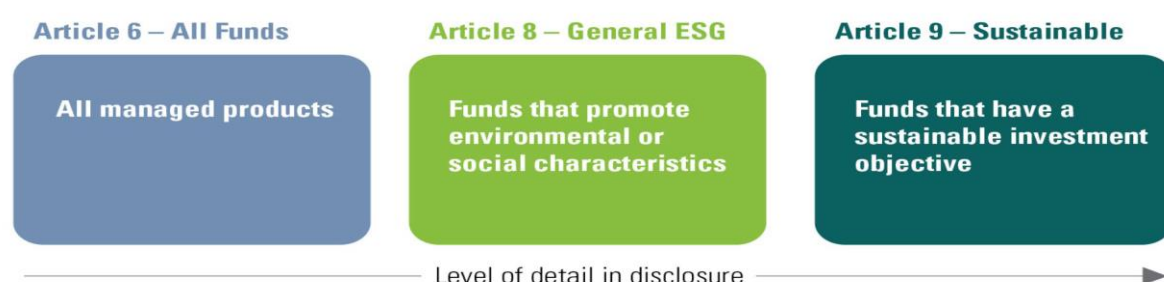 Article 6 – All Funds
All managed products
Article 8 – General ESG
Funds that promote
environmental or
social characteristics
Article 9 – Sustainable
Funds that have a
sustainable investment
objective
Level of detail in disclosure